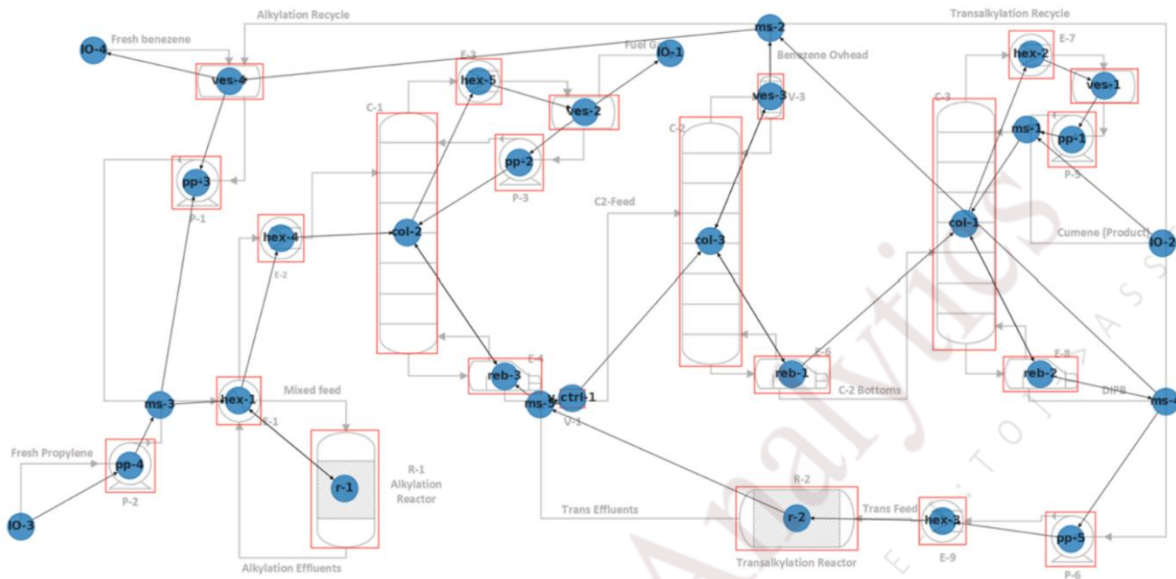 Alkylation Recycle
ms-2
Transalkylation Recycle
IO-4
Fresh benezene
Fuel G
IO-1
E-3
Benezene Ovhead
hex-2
E-7
ves-4
hex-5
ves-2
ves-3
V-3
ves-1
C-1
C-2
C-3
ms-1
pp-1
pp-2
P-3
P-5
pp-3
P-1
C2-Feed
hex-4
E-2
col-2
col-3
col-1
Cumene (Product)
IO-2
E-4
E-6
E-8
reb-3
reb-1
reb-2
Mixed feed
C-2 Bottoms
DIPB
ms-3
hex-1
E-1
v_ctrl-1
V-1
ms-4
Fresh Propylene
pp-4
P-2
R-1
Alkylation
Reactor
r-1
R-2
IO-3
Trans Effluents
r-2
Trans Feed
hex-3
E-9
pp-5
P-6
Alkylation Effluents
Transalkylation Reactor
Analytics